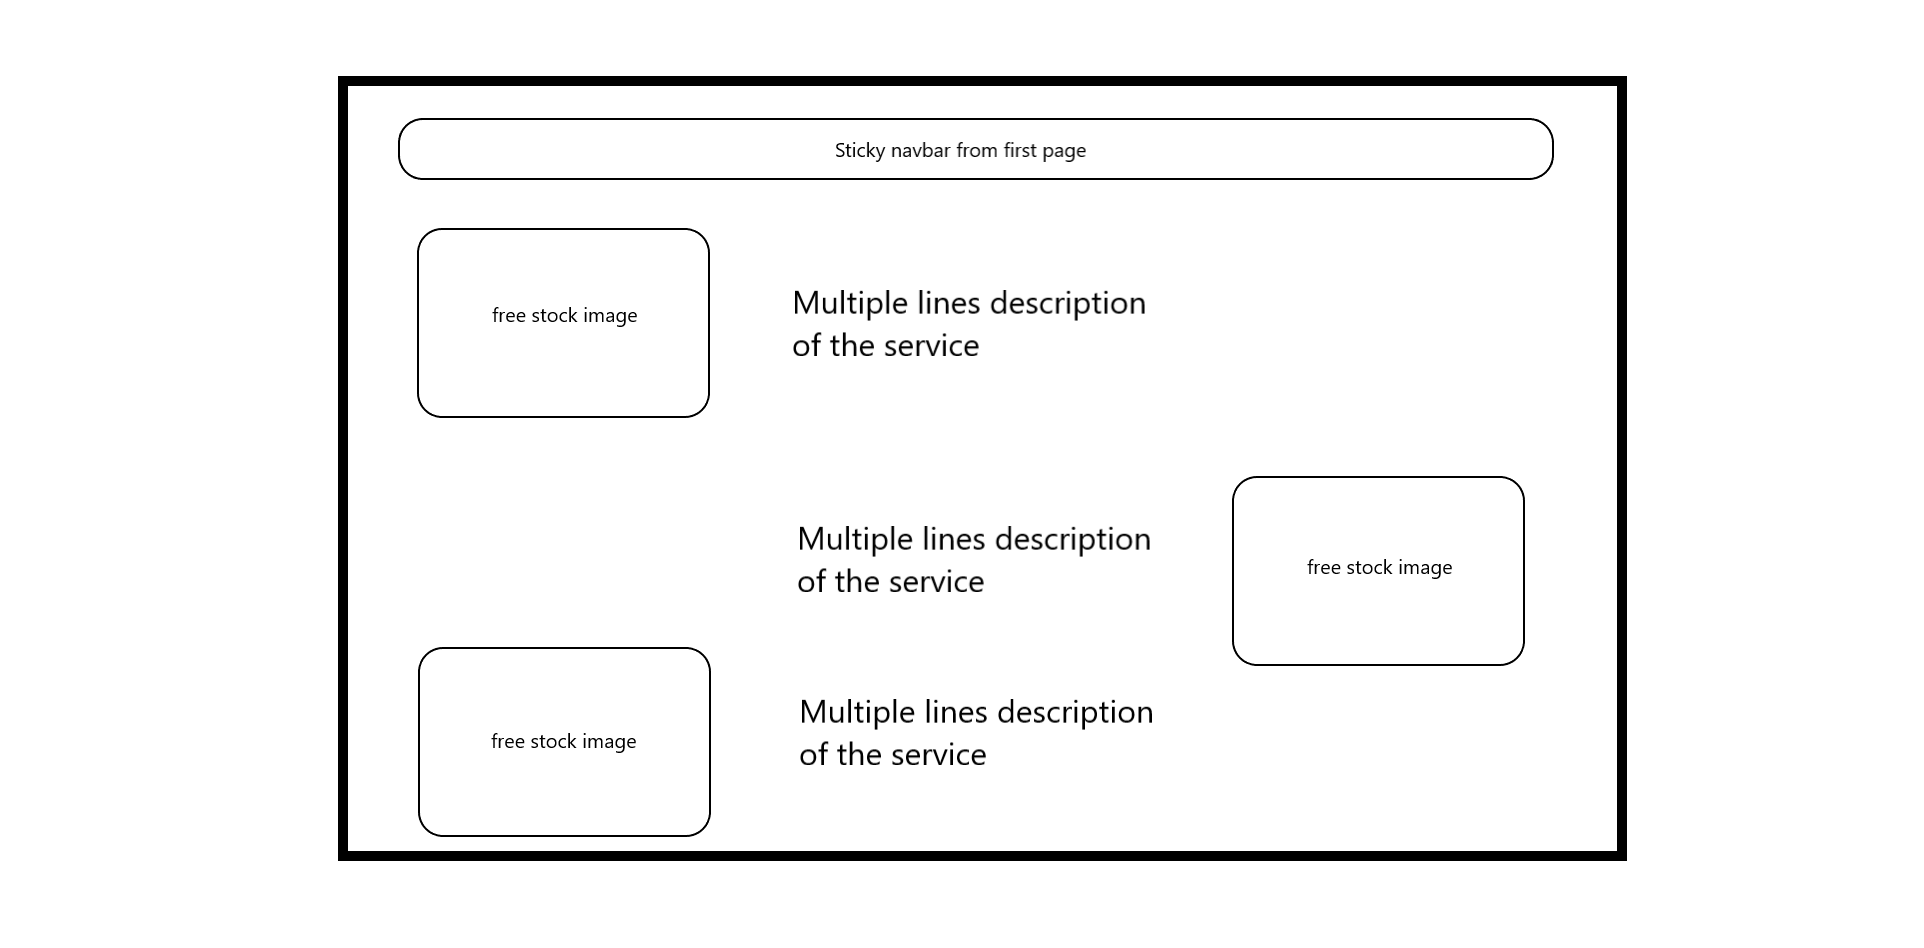 Sticky navbar from first page
free stock image
Multiple lines description
of the service
Multiple lines description
of the service
free stock image
free stock image
Multiple lines description
of the service